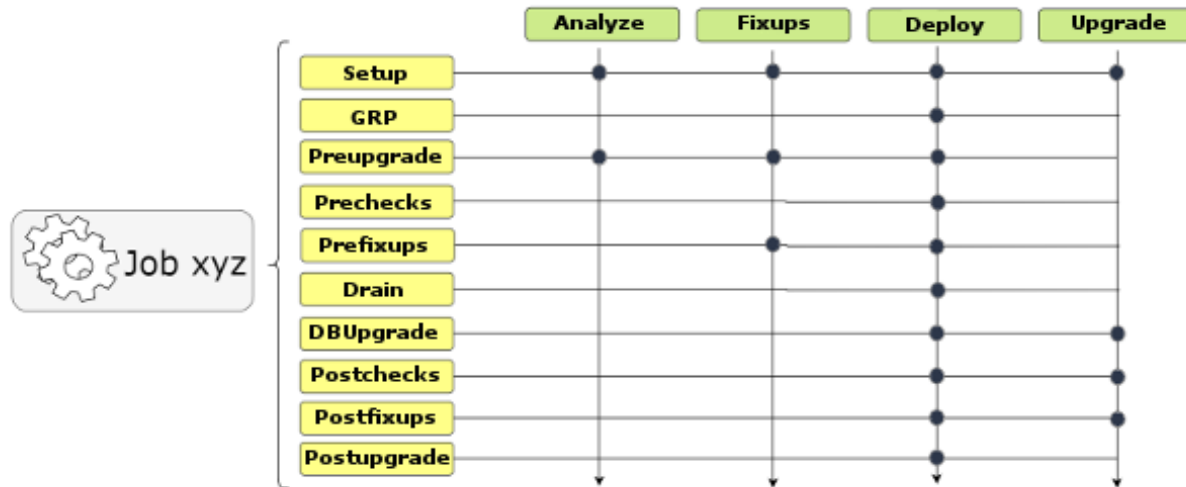 Analyze
Fixups
Deploy
Upgrade
Setup
GRP
Preupgrade
Prechecks
Prefixups
Job xyz
Drain
DBUpgrade
Postchecks
Postfixups
Postupgrade